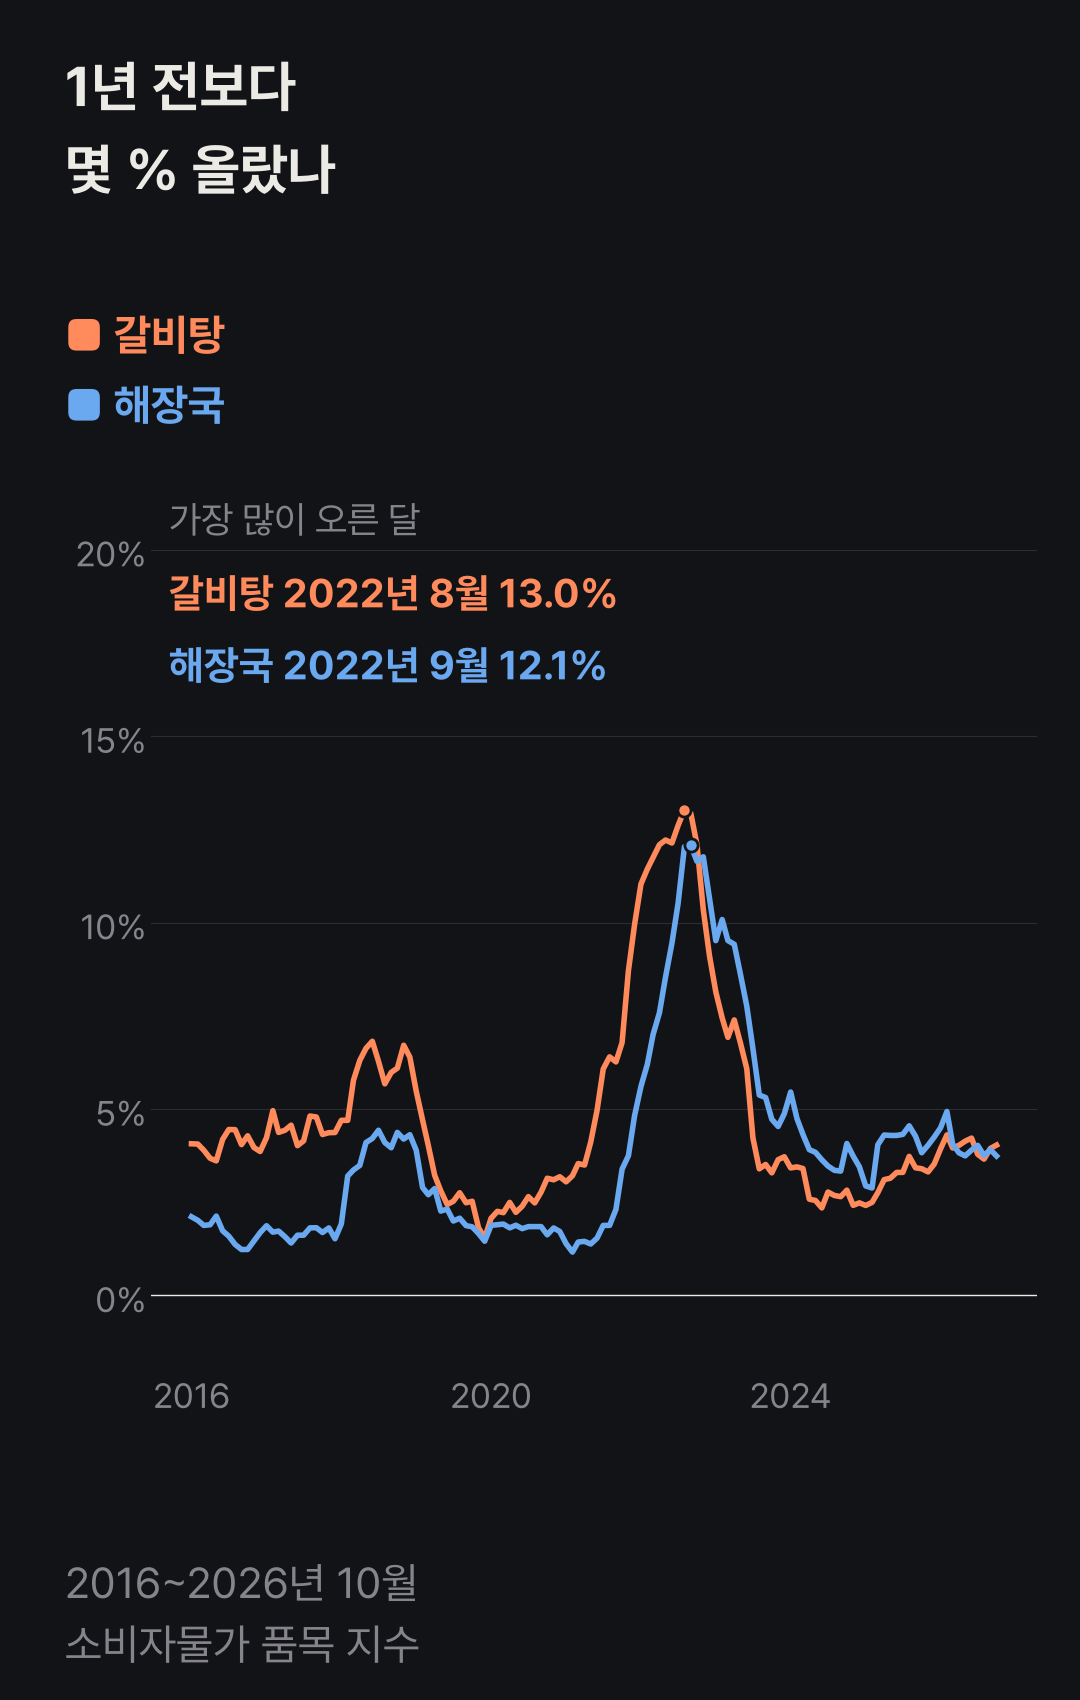 1년 전보다
몇 % 올랐나
갈비탕
해장국
가장 많이 오른 달
20%
갈비탕 2022년 8월 13.0%
해장국 2022년 9월 12.1%
15%
10%
5%
0%
2016 2020 2024
2016~2026년 10월
소비자물가 품목 지수